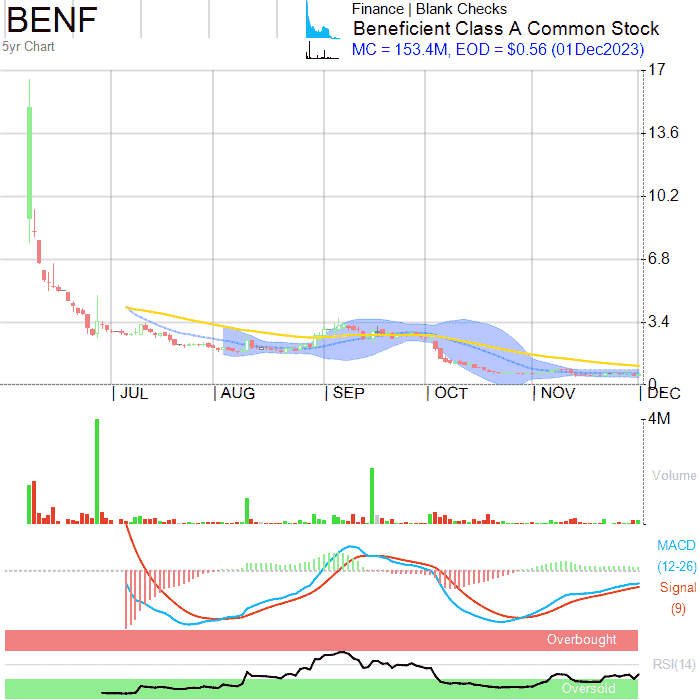 BENF
5yr Chart
Finance | Blank Checks
Beneficient Class A Common Stock
MC = 153.4M, EOD = $0.56 (01Dec2023)
17
13.6
10.2
6.8
3.4
0
JUL AUG SEP OCT NOV DEC
4M
Volume
MACD
(12-26)
Signal
(9)
Overbought
RSI(14)
Oversold